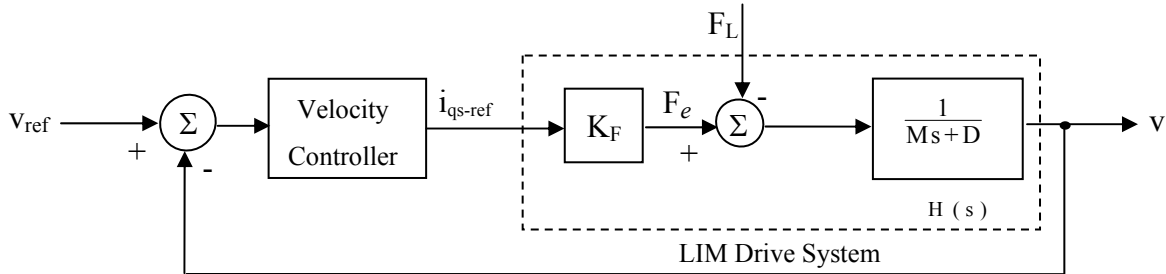 F_L
v_ref
+
-
Σ
Velocity
Controller
i_qs-ref
K_F
F_e
+
-
Σ
1
Ms+D
v
H(s)
LIM Drive System